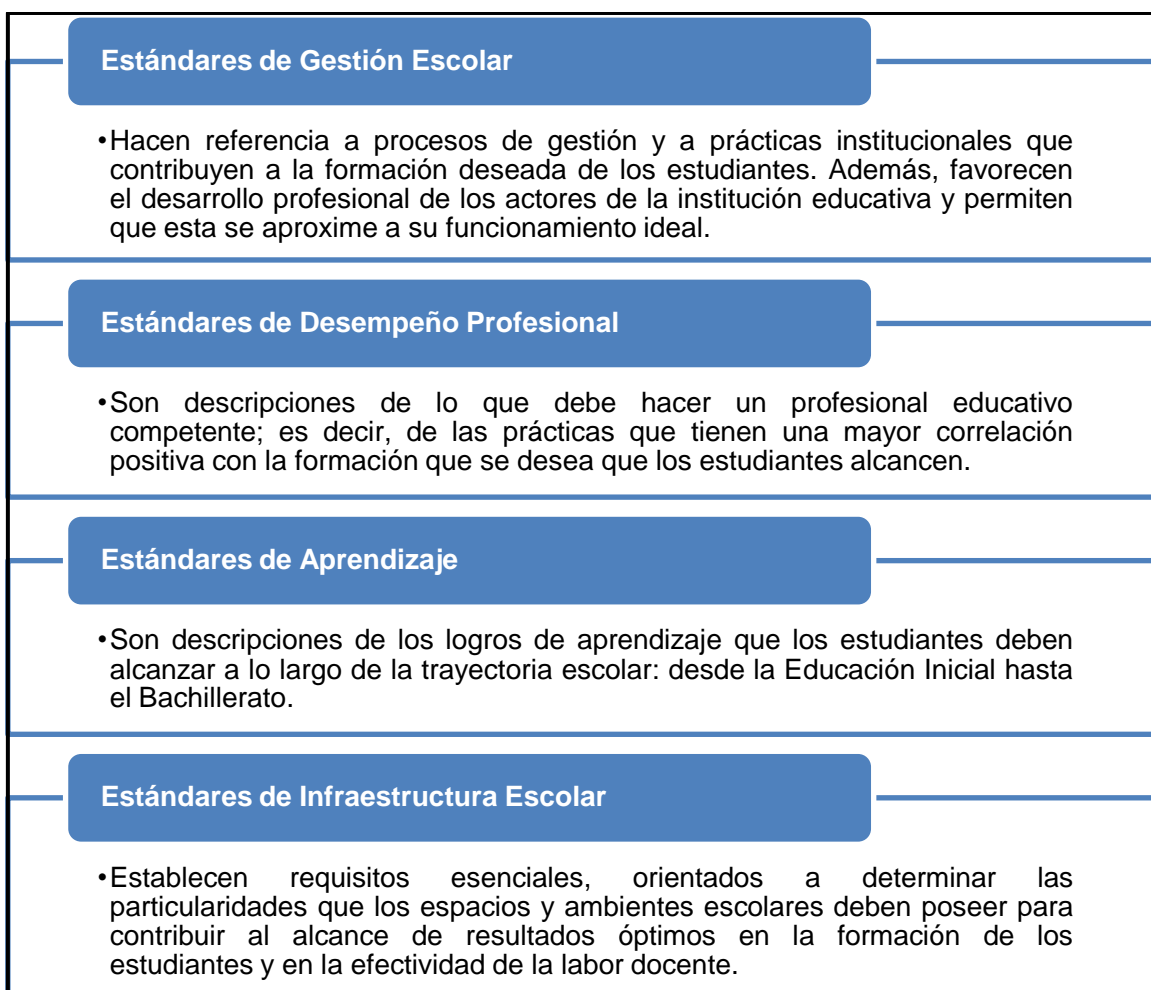 Estándares de Gestión Escolar
•Hacen referencia a procesos de gestión y a prácticas institucionales que
contribuyen a la formación deseada de los estudiantes. Además, favorecen
el desarrollo profesional de los actores de la institución educativa y permiten
que esta se aproxime a su funcionamiento ideal.
Estándares de Desempeño Profesional
•Son descripciones de lo que debe hacer un profesional educativo
competente; es decir, de las prácticas que tienen una mayor correlación
positiva con la formación que se desea que los estudiantes alcancen.
Estándares de Aprendizaje
•Son descripciones de los logros de aprendizaje que los estudiantes deben
alcanzar a lo largo de la trayectoria escolar: desde la Educación Inicial hasta
el Bachillerato.
Estándares de Infraestructura Escolar
•Establecen requisitos esenciales, orientados a determinar las
particularidades que los espacios y ambientes escolares deben poseer para
contribuir al alcance de resultados óptimos en la formación de los
estudiantes y en la efectividad de la labor docente.